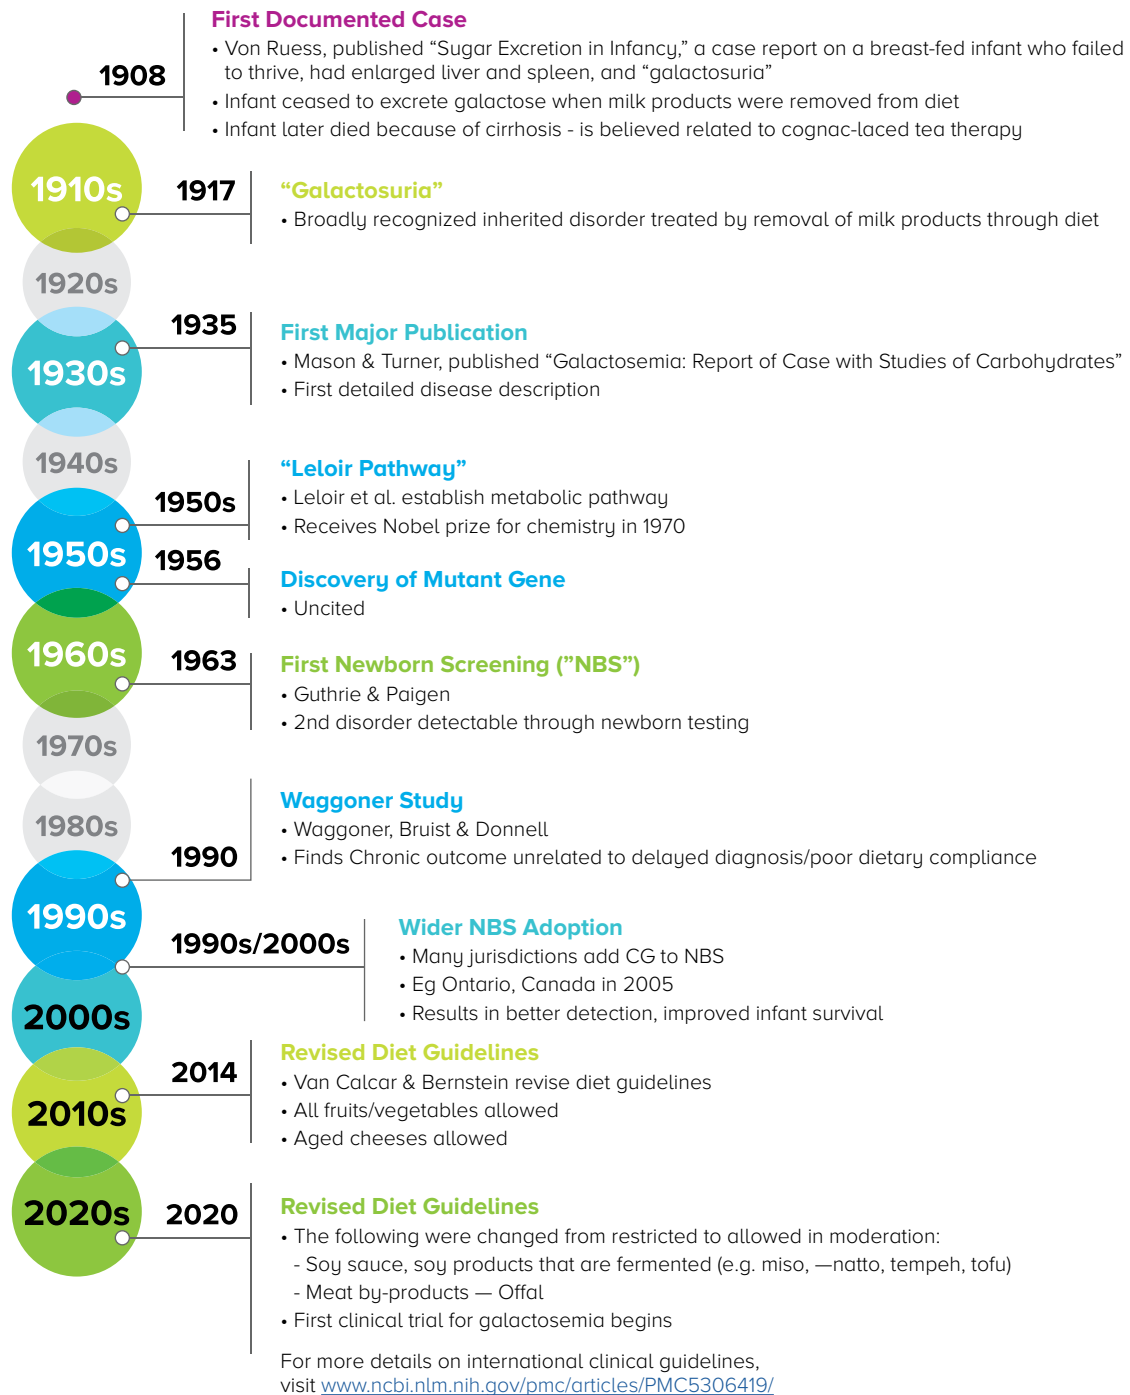 First Documented Case
1908
• Von Ruess, published “Sugar Excretion in Infancy,” a case report on a breast-fed infant who failed
to thrive, had enlarged liver and spleen, and “galactosuria”
• Infant ceased to excrete galactose when milk products were removed from diet
• Infant later died because of cirrhosis - is believed related to cognac-laced tea therapy
1910s
1917
“Galactosuria”
• Broadly recognized inherited disorder treated by removal of milk products through diet
1920s
1935
First Major Publication
1930s
• Mason & Turner, published “Galactosemia: Report of Case with Studies of Carbohydrates”
• First detailed disease description
1940s
1950s
“Leloir Pathway”
• Leloir et al. establish metabolic pathway
• Receives Nobel prize for chemistry in 1970
1950s
1956
Discovery of Mutant Gene
• Uncited
1960s
1963
First Newborn Screening (”NBS”)
• Guthrie & Paigen
• 2nd disorder detectable through newborn testing
1970s
1980s
1990
Waggoner Study
• Waggoner, Bruist & Donnell
• Finds Chronic outcome unrelated to delayed diagnosis/poor dietary compliance
1990s
1990s/2000s
Wider NBS Adoption
• Many jurisdictions add CG to NBS
• Eg Ontario, Canada in 2005
• Results in better detection, improved infant survival
2000s
2014
Revised Diet Guidelines
• Van Calcar & Bernstein revise diet guidelines
• All fruits/vegetables allowed
• Aged cheeses allowed
2010s
2020s
2020
Revised Diet Guidelines
• The following were changed from restricted to allowed in moderation:
- Soy sauce, soy products that are fermented (e.g. miso, —natto, tempeh, tofu)
- Meat by-products — Offal
• First clinical trial for galactosemia begins
For more details on international clinical guidelines,
visit www.ncbi.nlm.nih.gov/pmc/articles/PMC5306419/